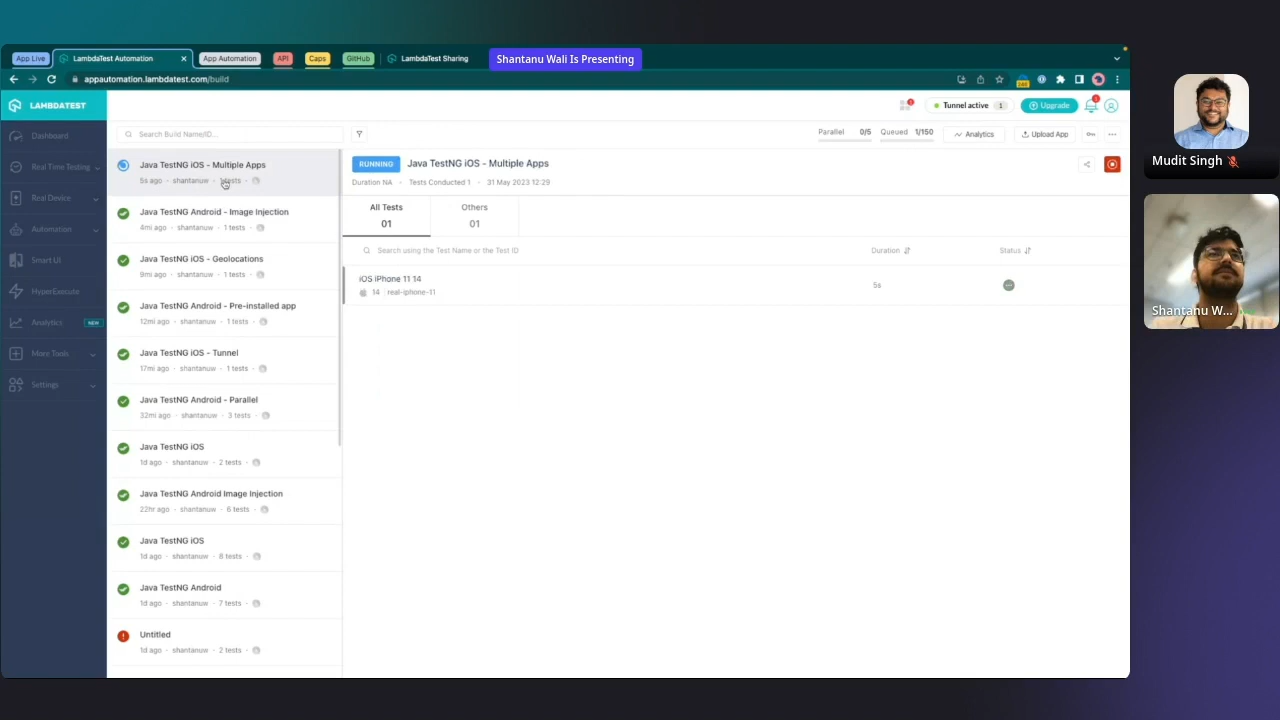 App Live
LambdaTest Automation
App Automation
API
Caps
GitHub
LambdaTest Sharing
Shantanu Wali Is Presenting
appautomation.lambdatest.com/build
LAMBDATEST
Tunnel active 1
Upgrade
Dashboard
Real Time Testing
Real Device
Automation
Smart UI
HyperExecute
Analytics NEW
More Tools
Settings
Search Build Name/ID...
Parallel 0/5 Queued 1/150
Analytics
Upload App
Java TestNG iOS - Multiple Apps
5s ago - shantanuw - 1 tests -
Java TestNG Android - Image Injection
4mi ago - shantanuw - 1 tests -
Java TestNG iOS - Geolocations
9mi ago - shantanuw - 1 tests -
Java TestNG Android - Pre-installed app
12mi ago - shantanuw - 1 tests -
Java TestNG iOS - Tunnel
17mi ago - shantanuw - 1 tests -
Java TestNG Android - Parallel
32mi ago - shantanuw - 3 tests -
Java TestNG iOS
1d ago - shantanuw - 2 tests -
Java TestNG Android Image Injection
22hr ago - shantanuw - 6 tests -
Java TestNG iOS
1d ago - shantanuw - 8 tests -
Java TestNG Android
1d ago - shantanuw - 7 tests -
Untitled
1d ago - shantanuw - 2 tests -
RUNNING Java TestNG iOS - Multiple Apps
Duration NA - Tests Conducted 1 - 31 May 2023 12:29
All Tests
01
Others
01
Search using the Test Name or the Test ID
Duration
Status
iOS iPhone 11 14
14 real-iphone-11
5s
Mudit Singh
Shantanu W...